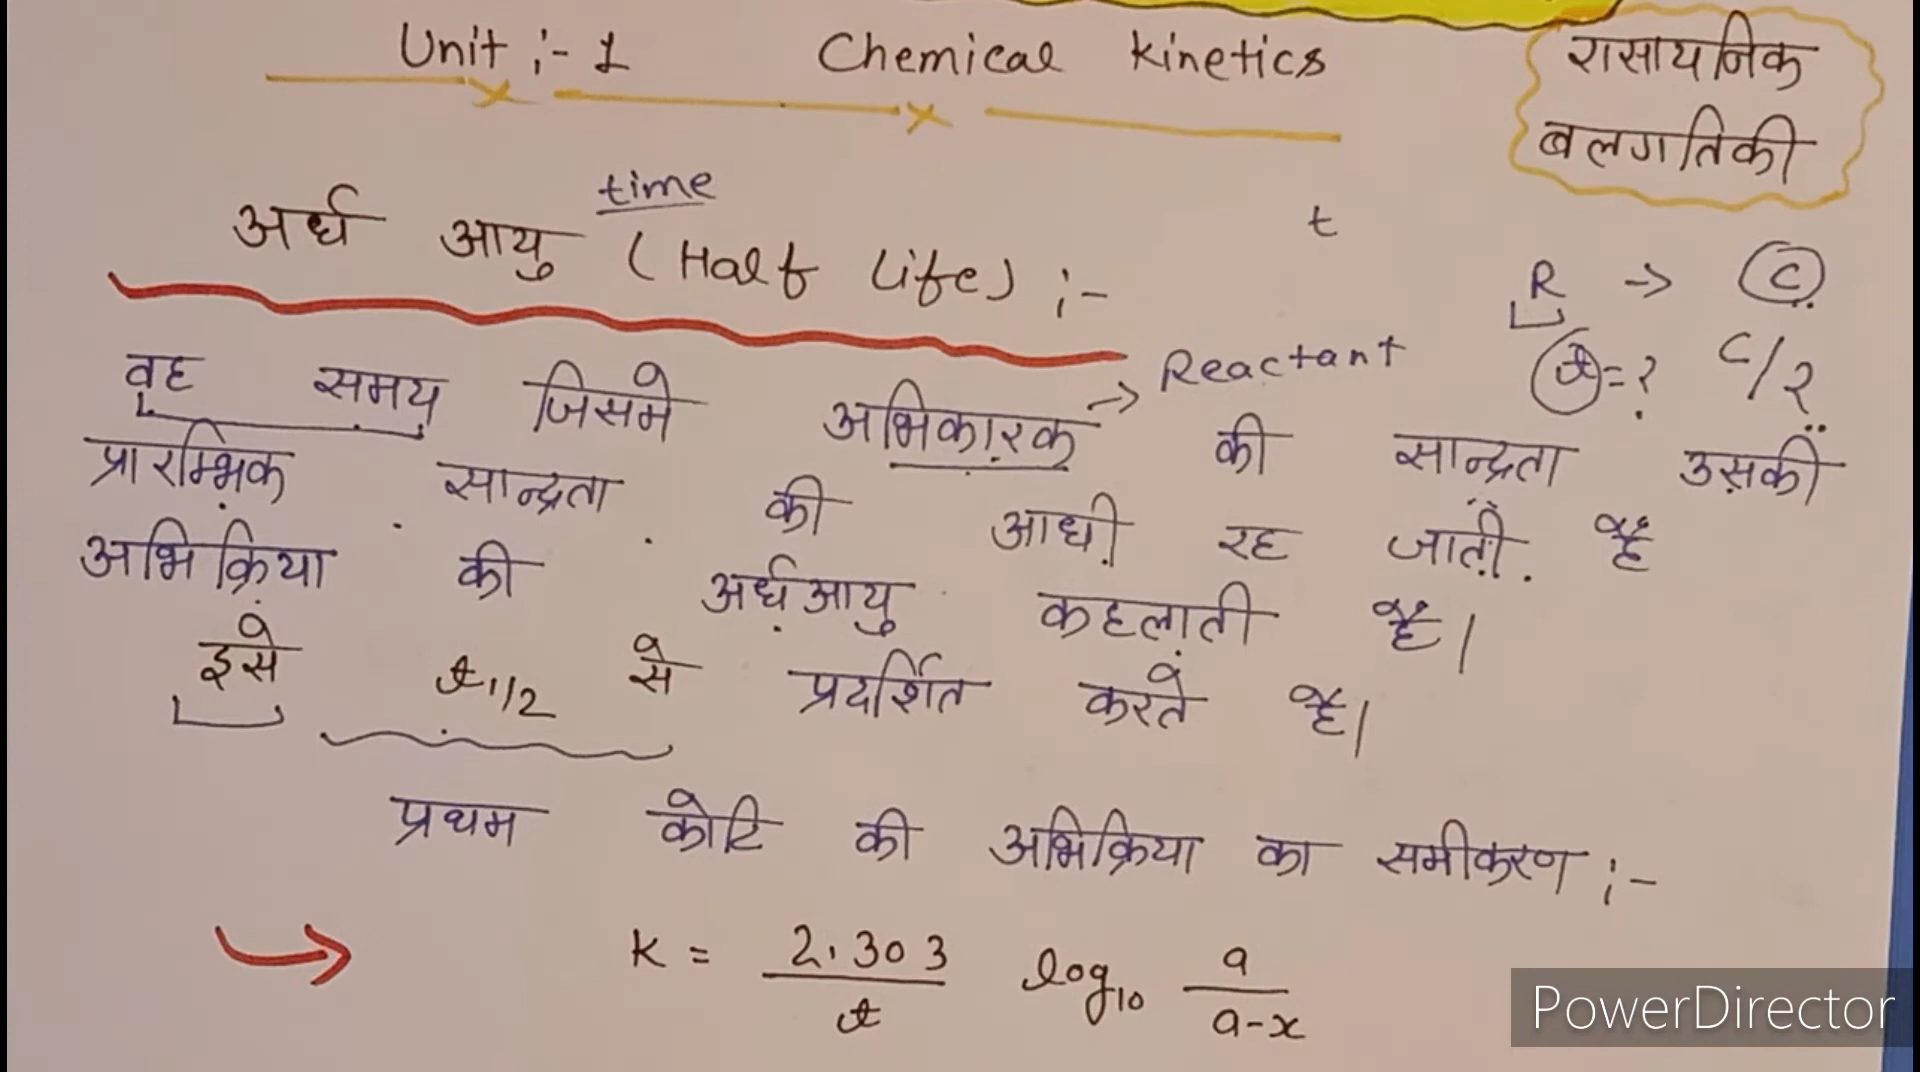 Unit :- 1 Chemical Kinetics
रासायनिक
बलगतिकी
time
अर्ध आयु (Half Life) :-
t
R → C
t = ? C/2
→ Reactant
वह समय जिसमे अभिकारक की सान्द्रता उसकी
प्रारम्भिक सान्द्रता की आधी रह जाती है
अभिक्रिया की अर्धआयु कहलाती है।
इसे t1/2 से प्रदर्शित करते है।
प्रथम कोटि की अभिक्रिया का समीकरण :-
K = 2.303/t log10 a/a-x
PowerDirector